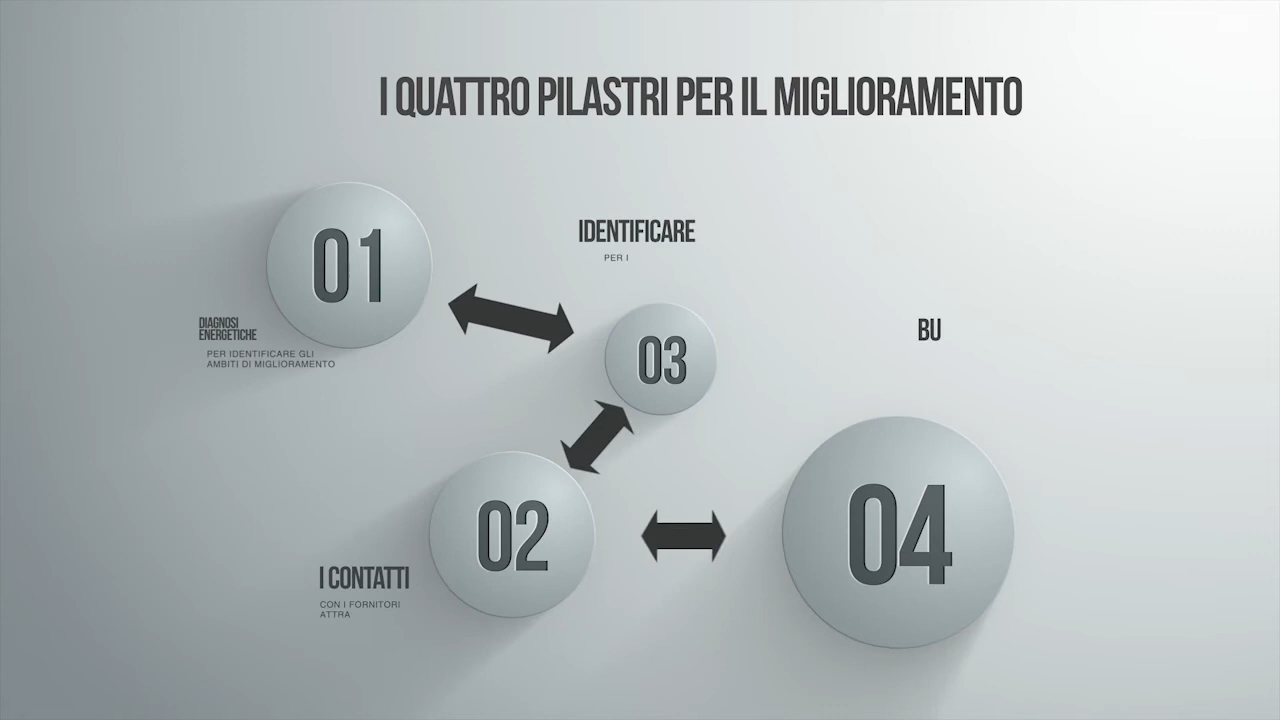 I QUATTRO PILASTRI PER IL MIGLIORAMENTO
01
DIAGNOSI
ENERGETICHE
PER IDENTIFICARE GLI
AMBITI DI MIGLIORAMENTO
IDENTIFICARE
PER I
03
BU
04
02
I CONTATTI
CON I FORNITORI
ATTRA